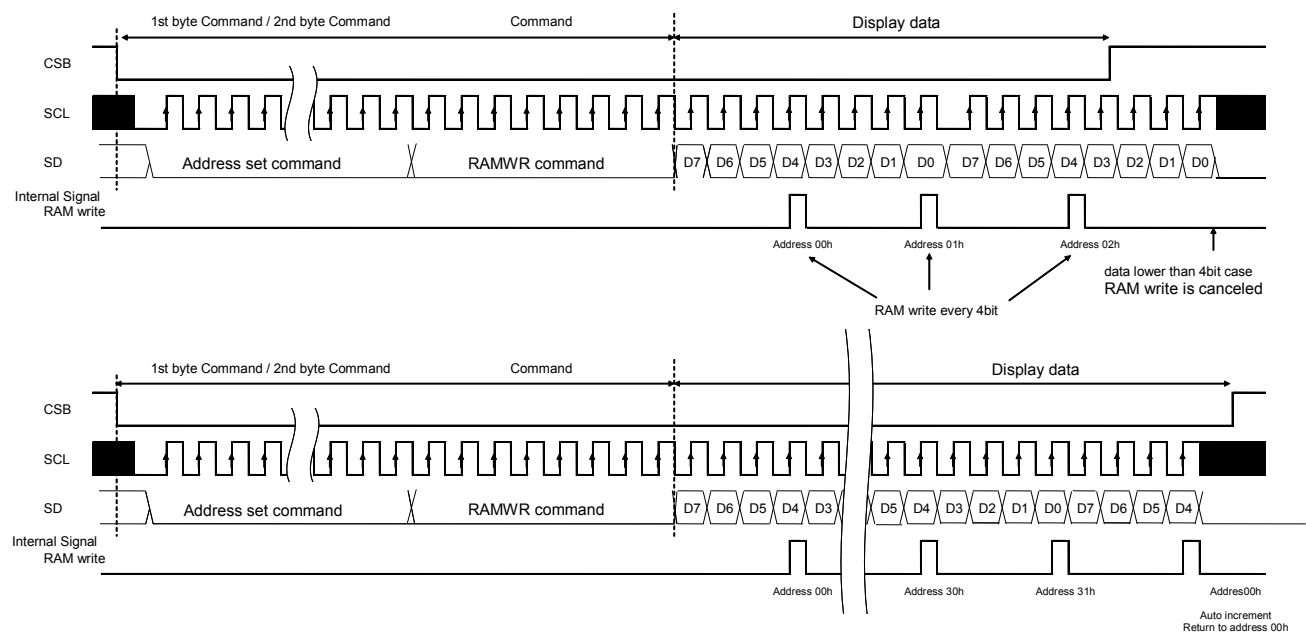 1st byte Command / 2nd byte Command Command Display data
CSB
SCL
SD Address set command RAMWR command D7 D6 D5 D4 D3 D2 D1 D0 D7 D6 D5 D4 D3 D2 D1 D0
Internal Signal
RAM write
Address 00h Address 01h Address 02h
data lower than 4bit case
RAM write is canceled
RAM write every 4bit
1st byte Command / 2nd byte Command Command Display data
CSB
SCL
SD Address set command RAMWR command D7 D6 D5 D4 D3 D5 D4 D3 D2 D1 D0 D7 D6 D5 D4
Internal Signal
RAM write
Address 00h Address 30h Address 31h Addres00h
Auto increment
Return to address 00h